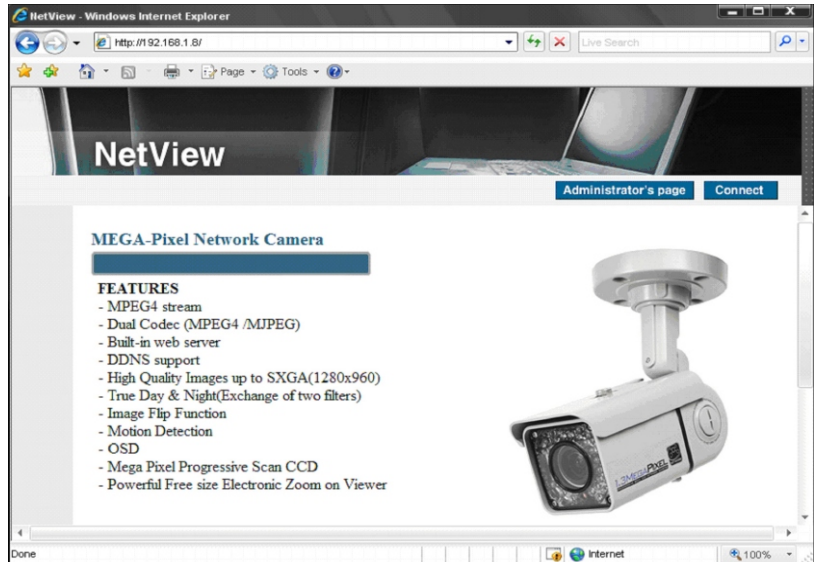 NetView - Windows Internet Explorer
http://192.168.1.8/
Live Search
Page
Tools
NetView
Administrator's page
Connect
MEGA-Pixel Network Camera
FEATURES
- MPEG4 stream
- Dual Codec (MPEG4 /MJPEG)
- Built-in web server
- DDNS support
- High Quality Images up to SXGA(1280x960)
- True Day & Night(Exchange of two filters)
- Image Flip Function
- Motion Detection
- OSD
- Mega Pixel Progressive Scan CCD
- Powerful Free size Electronic Zoom on Viewer
1.3MEGAPIXEL
Done
Internet
100%